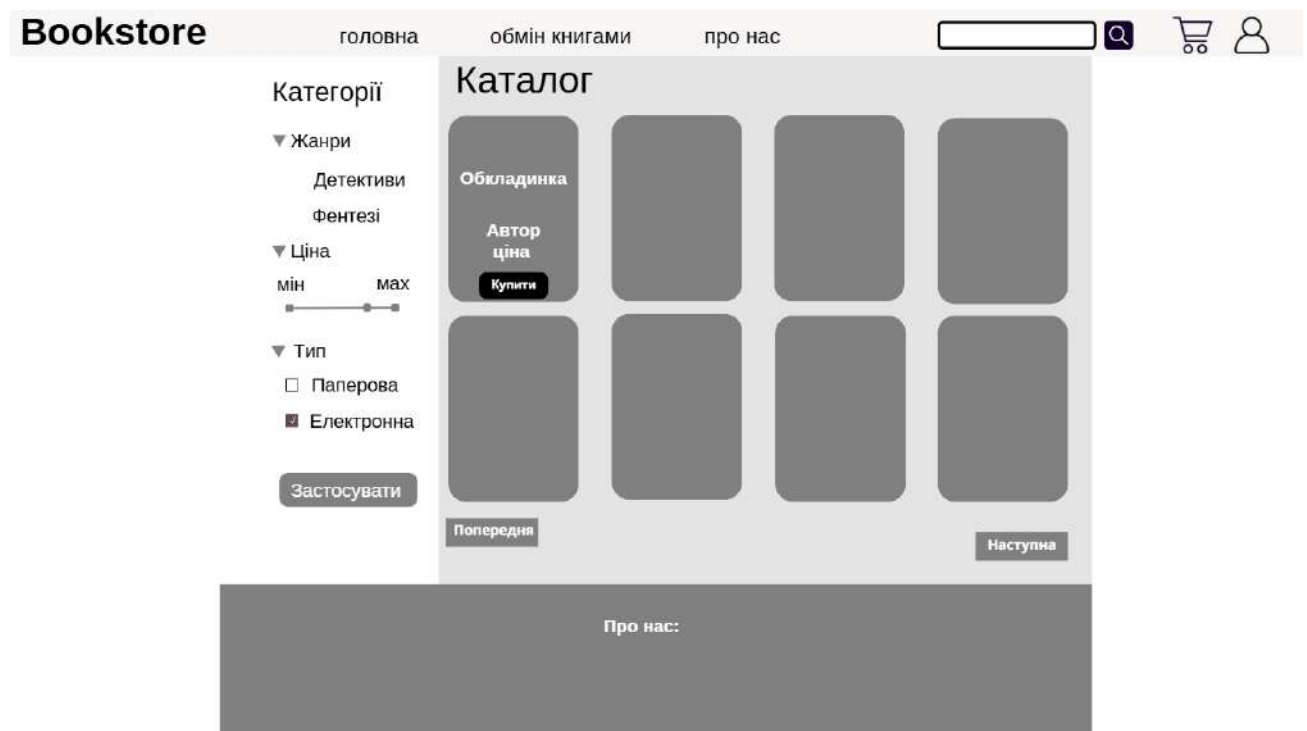 Bookstore
головна
обмін книгами
про нас
Категорії
Жанри
Детективи
Фентезі
Ціна
мін мах
Тип
Паперова
Електронна
Застосувати
Каталог
Обкладинка
Автор
ціна
Купити
Попередня
Наступна
Про нас: